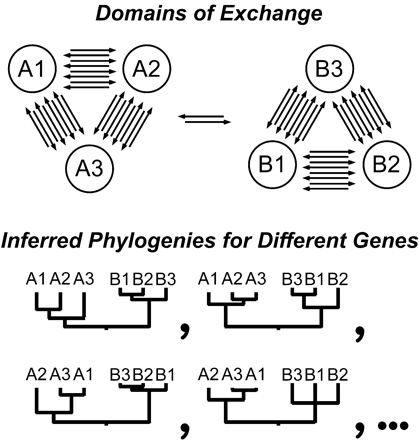 Domains of Exchange
A1 A2 B3
A3 B1 B2
Inferred Phylogenies for Different Genes
A1 A2 A3 B1 B2 B3 , A1 A2 A3 B3 B1 B2 ,
A2 A3 A1 B3 B2 B1 , A2 A3 A1 B3 B1 B2 , •••